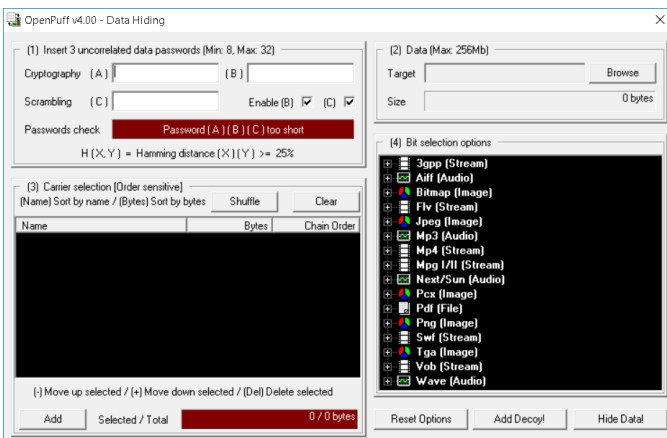 OpenPuff v4.00 - Data Hiding
(1) Insert 3 uncorrelated data passwords (Min: 8, Max: 32)
Cryptography (A) (B)
Scrambling (C) Enable (B) (C)
Passwords check Password (A) (B) (C) too short
H (X,Y) = Hamming distance (X) (Y) >= 25%
(2) Data (Max: 256Mb)
Target Browse
Size 0 bytes
(3) Carrier selection [Order sensitive]
(Name) Sort by name / (Bytes) Sort by bytes Shuffle Clear
Name Bytes Chain Order
(-) Move up selected / (+) Move down selected / (Del) Delete selected
Add Selected / Total 0 / 0 bytes
(4) Bit selection options
3gpp (Stream)
Aiff (Audio)
Bitmap (Image)
Flv (Stream)
Jpeg (Image)
Mp3 (Audio)
Mp4 (Stream)
Mpg I/II (Stream)
Next/Sun (Audio)
Pcx (Image)
Pdf (File)
Png (Image)
Swf (Stream)
Tga (Image)
Vob (Stream)
Wave (Audio)
Reset Options Add Decoy! Hide Data!